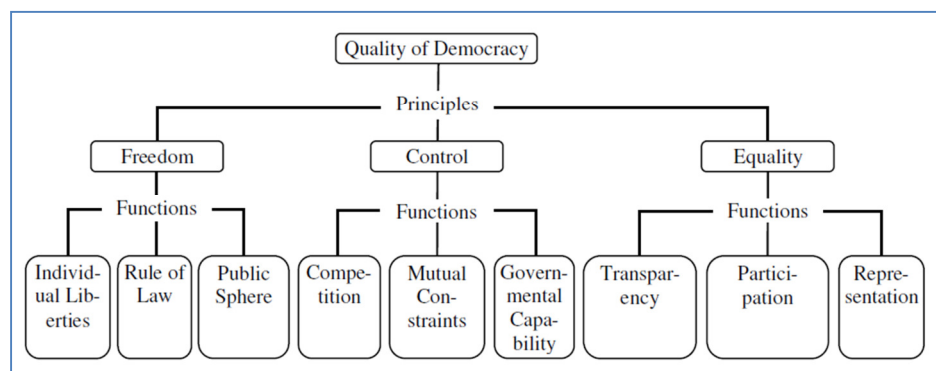 Quality of Democracy
Principles
Freedom
Control
Equality
Functions
Functions
Functions
Individ-
ual Lib-
erties
Rule of
Law
Public
Sphere
Compe-
tition
Mutual
Con-
straints
Govern-
mental
Capa-
bility
Transpar-
ency
Partici-
pation
Repre-
sentation